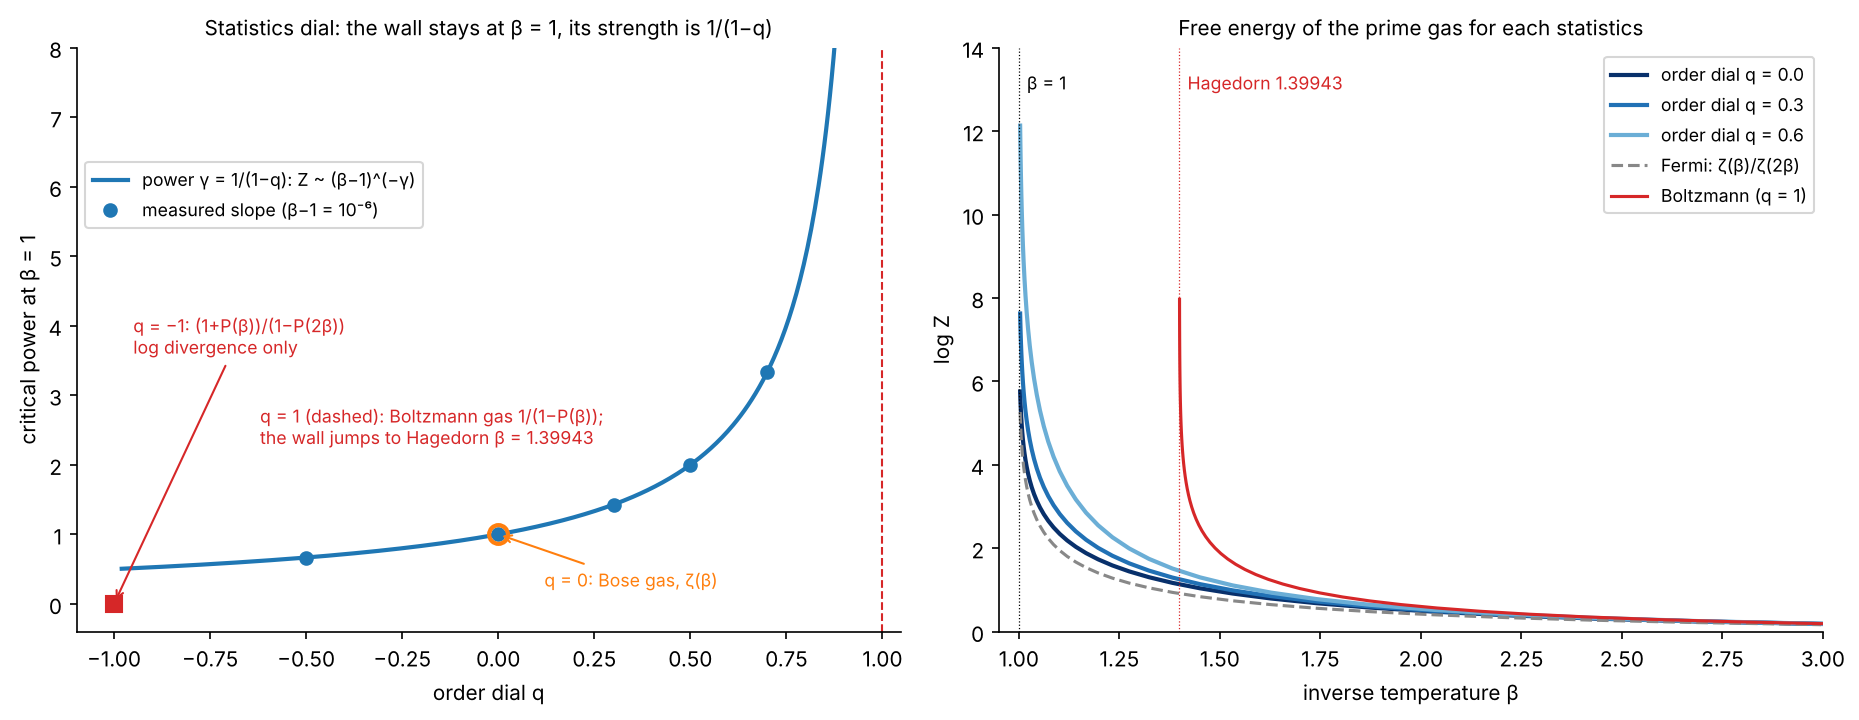 Statistics dial: the wall stays at β = 1, its strength is 1/(1−q)
critical power at β = 1
8
7
6
5
4
3
2
1
0
power γ = 1/(1−q): Z ~ (β−1)^(−γ)
measured slope (β−1 = 10⁻⁶)
q = −1: (1+P(β))/(1−P(2β))
log divergence only
q = 1 (dashed): Boltzmann gas 1/(1−P(β));
the wall jumps to Hagedorn β = 1.39943
q = 0: Bose gas, ζ(β)
−1.00 −0.75 −0.50 −0.25 0.00 0.25 0.50 0.75 1.00
order dial q
Free energy of the prime gas for each statistics
log Z
14
12
10
8
6
4
2
0
β = 1
Hagedorn 1.39943
order dial q = 0.0
order dial q = 0.3
order dial q = 0.6
Fermi: ζ(β)/ζ(2β)
Boltzmann (q = 1)
1.00 1.25 1.50 1.75 2.00 2.25 2.50 2.75 3.00
inverse temperature β